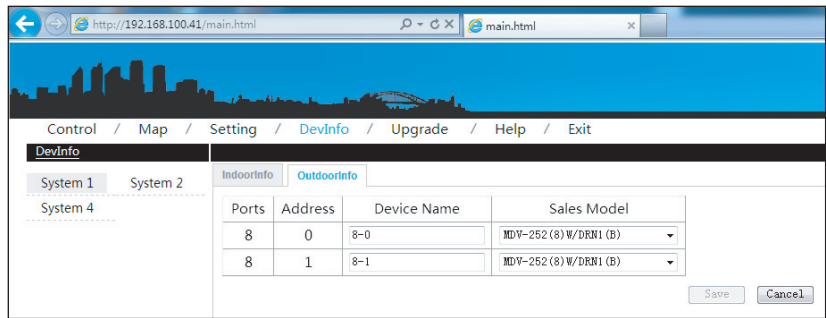 http://192.168.100.41/main.html
main.html
Control / Map / Setting / DevInfo / Upgrade / Help / Exit
DevInfo
System 1 System 2
System 4
IndoorInfo OutdoorInfo
Ports Address Device Name Sales Model
8 0 8-0 MDV-252(8)W/DRN1(B)
8 1 8-1 MDV-252(8)W/DRN1(B)
Save Cancel